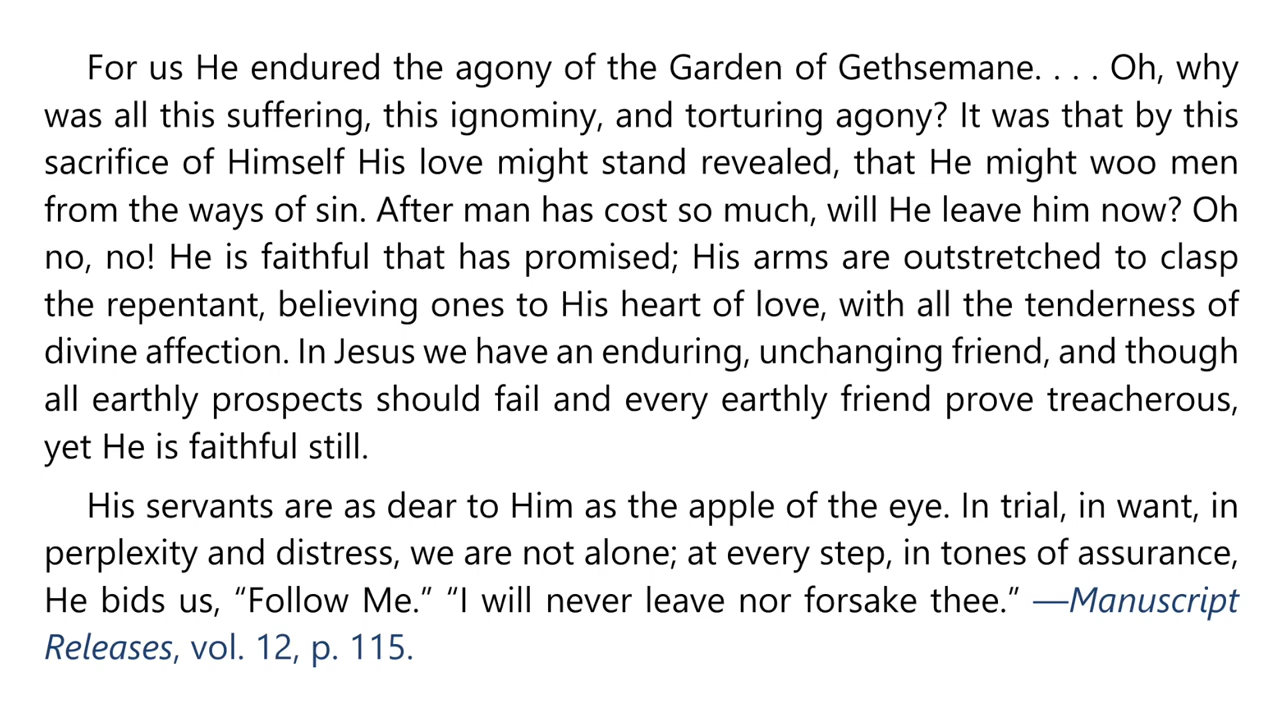 For us He endured the agony of the Garden of Gethsemane. . . . Oh, why
was all this suffering, this ignominy, and torturing agony? It was that by this
sacrifice of Himself His love might stand revealed, that He might woo men
from the ways of sin. After man has cost so much, will He leave him now? Oh
no, no! He is faithful that has promised; His arms are outstretched to clasp
the repentant, believing ones to His heart of love, with all the tenderness of
divine affection. In Jesus we have an enduring, unchanging friend, and though
all earthly prospects should fail and every earthly friend prove treacherous,
yet He is faithful still.
His servants are as dear to Him as the apple of the eye. In trial, in want, in
perplexity and distress, we are not alone; at every step, in tones of assurance,
He bids us, “Follow Me.” “I will never leave nor forsake thee.” —Manuscript
Releases, vol. 12, p. 115.